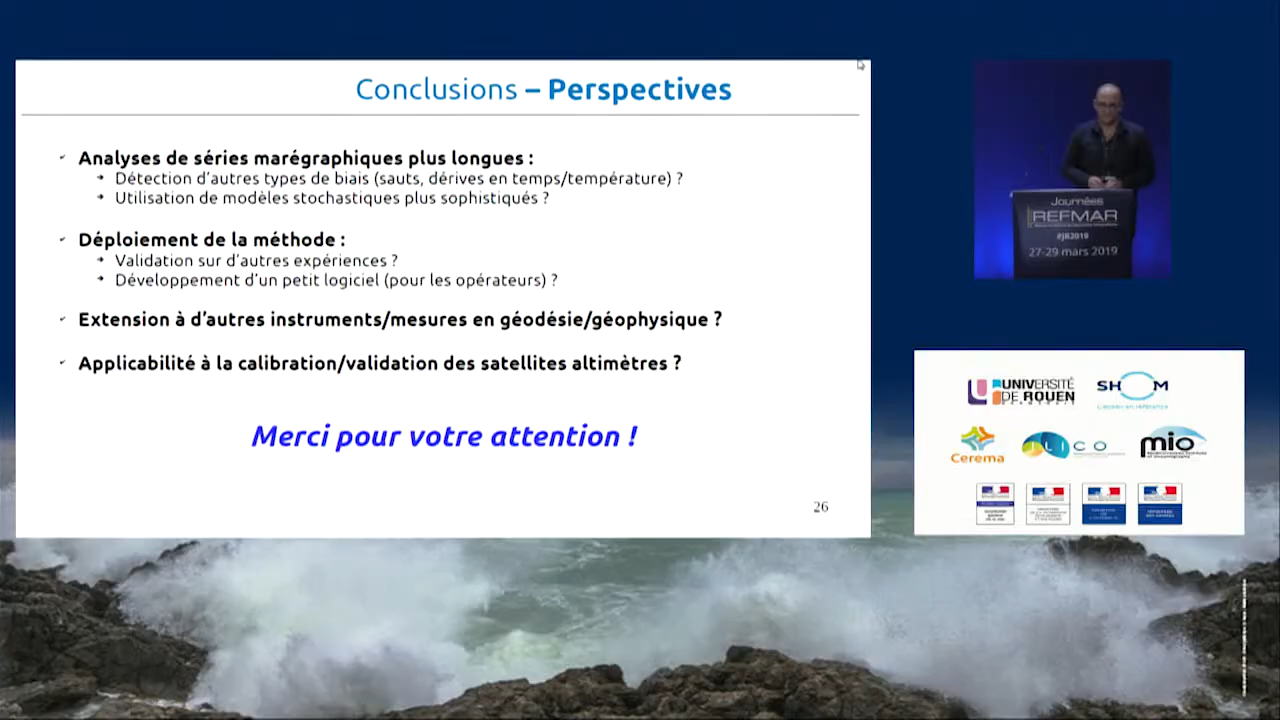 Conclusions – Perspectives
Analyses de séries marégraphiques plus longues :
Détection d'autres types de biais (sauts, dérives en temps/température) ?
Utilisation de modèles stochastiques plus sophistiqués ?
Déploiement de la méthode :
Validation sur d'autres expériences ?
Développement d'un petit logiciel (pour les opérateurs) ?
Extension à d'autres instruments/mesures en géodésie/géophysique ?
Applicabilité à la calibration/validation des satellites altimètres ?
Merci pour votre attention !
26
Journées
REFMAR
#JR2019
27-29 mars 2019
UNIVERSITÉ
DE ROUEN
SHOM
Cerema
ILICO
mio